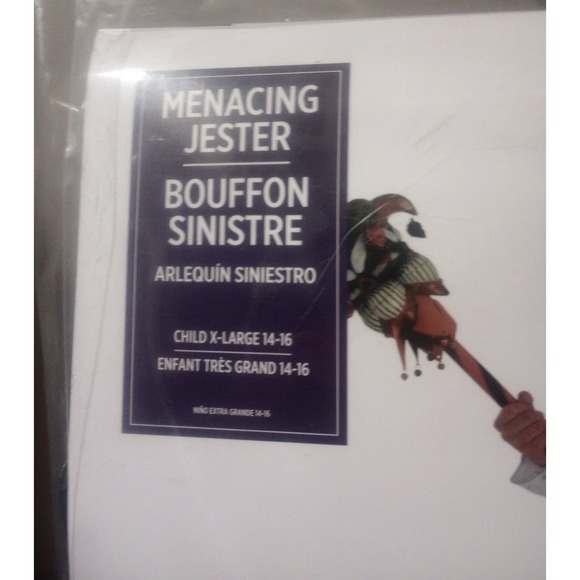 MENACING
JESTER
BOUFFON
SINISTRE
ARLEQUÍN SINIESTRO
CHILD X-LARGE 14-16
ENFANT TRÈS GRAND 14-16
NIÑO EXTRA GRANDE 14-16